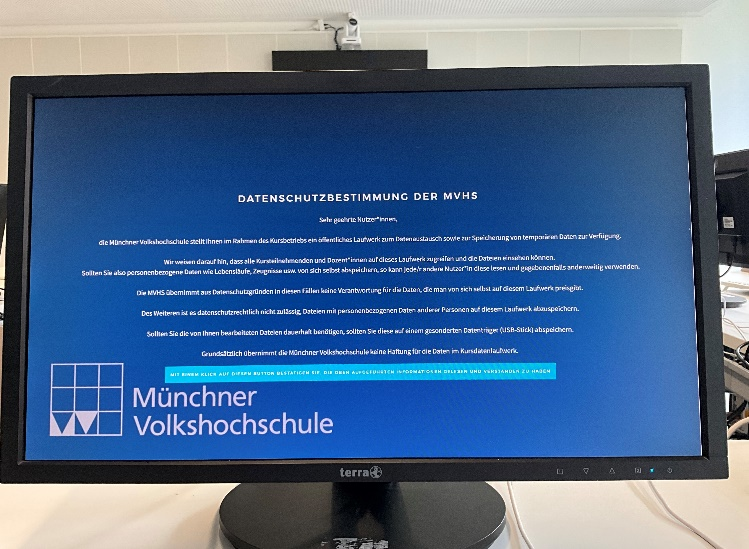 DATENSCHUTZBESTIMMUNG DER MVHS
Sehr geehrte Nutzer*innen,
die Münchner Volkshochschule stellt Ihnen im Rahmen des Kursbetriebs ein öffentliches Laufwerk zum Datenaustausch sowie zur Speicherung von temporären Daten zur Verfügung.
Wir weisen darauf hin, dass alle Kursteilnehmenden und Dozent*innen auf dieses Laufwerk zugreifen und die Dateien einsehen können.
Sollten Sie also personenbezogene Daten wie Lebensläufe, Zeugnisse usw. von sich selbst abspeichern, so kann jede/r andere Nutzer*in diese lesen und gegebenenfalls anderweitig verwenden.
Die MVHS übernimmt aus Datenschutzgründen in diesen Fällen keine Verantwortung für die Daten, die man von sich selbst auf diesem Laufwerk preisgibt.
Des Weiteren ist es datenschutzrechtlich nicht zulässig, Dateien mit personenbezogenen Daten anderer Personen auf diesem Laufwerk abzuspeichern.
Sollten Sie die von Ihnen bearbeiteten Dateien dauerhaft benötigen, sollten Sie diese auf einem gesonderten Datenträger (USB-Stick) abspeichern.
Grundsätzlich übernimmt die Münchner Volkshochschule keine Haftung für die Daten im Kursdatenlaufwerk.
MIT EINEM KLICK AUF DIESEN BUTTON BESTÄTIGEN SIE, DIE OBEN AUFGEFÜHRTEN INFORMATIONEN GELESEN UND VERSTANDEN ZU HABEN
Münchner
Volkshochschule
terra